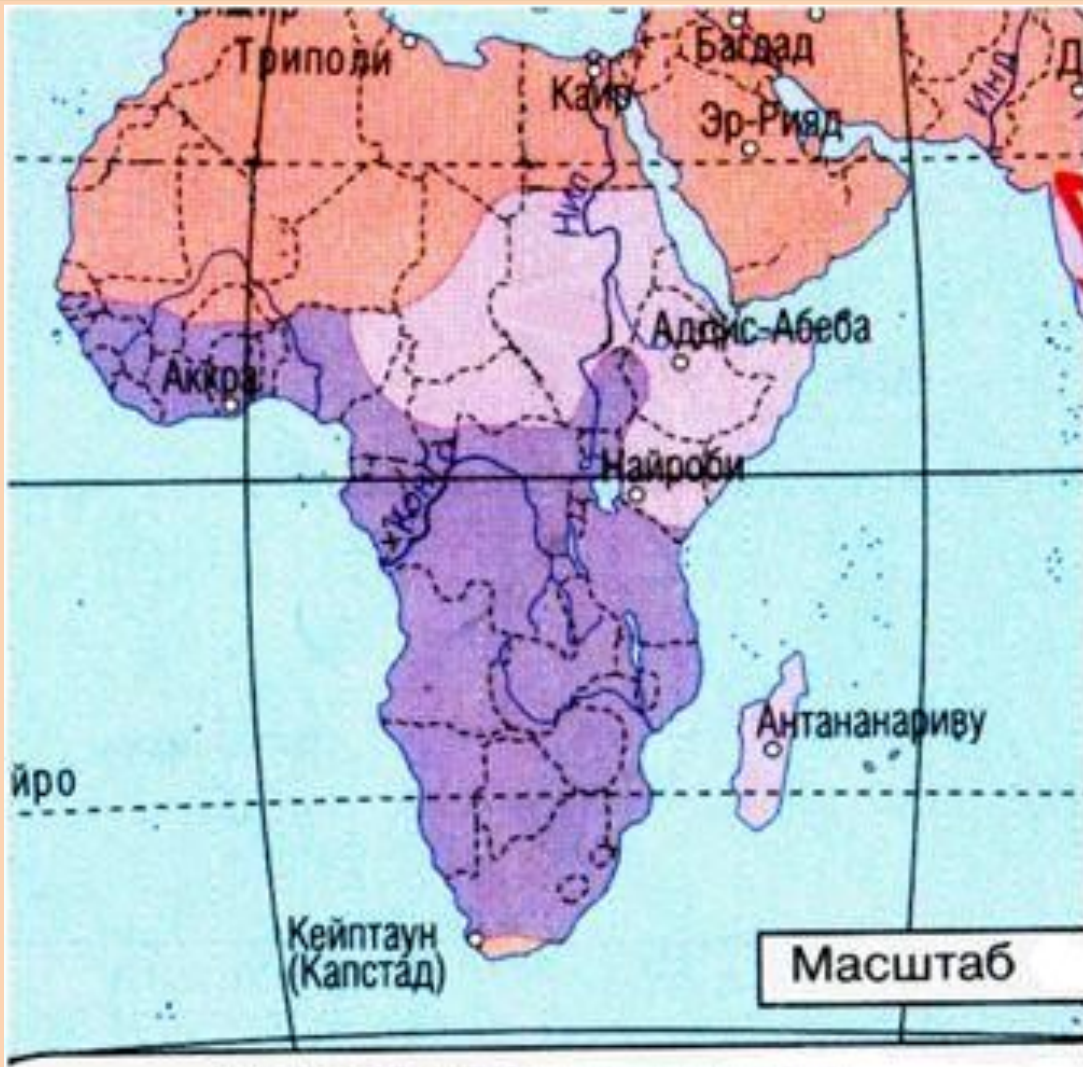 Триполи
Багдад
Каир
Эр-Рияд
Инд
Нил
Аддис-Абеба
Аккра
Найроби
Конго
Антананариву
йро
Кейптаун
(Капстад)
Масштаб